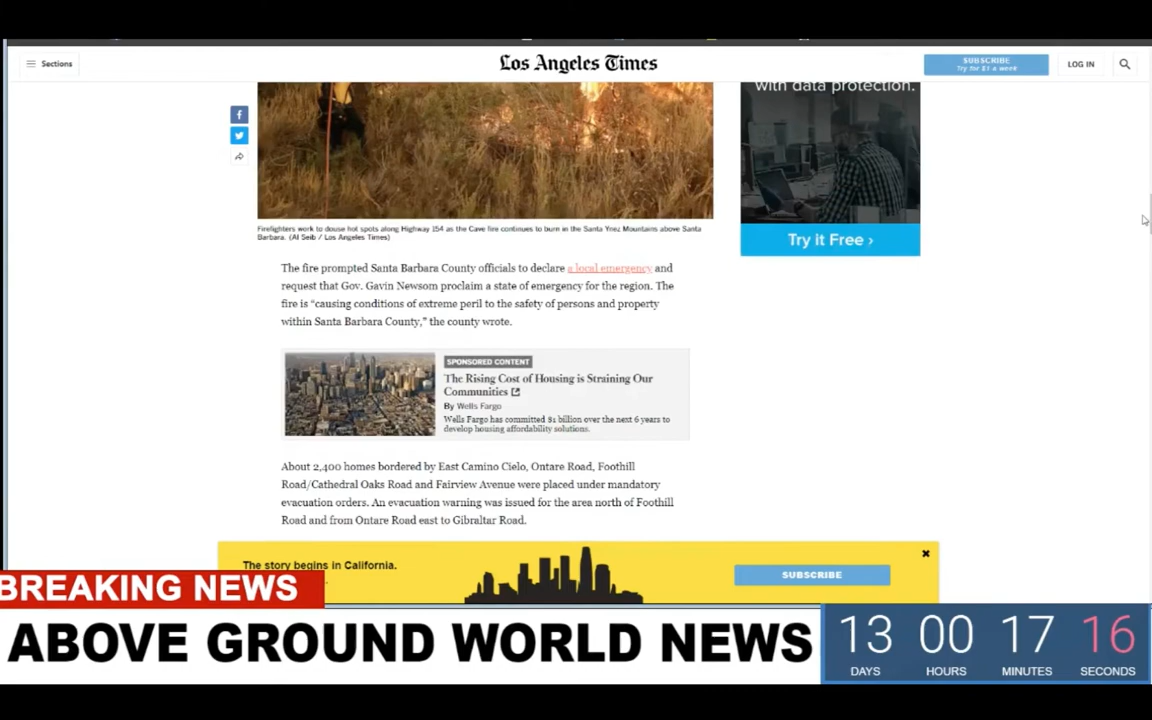 Sections
Los Angeles Times
SUBSCRIBE
Try for $1 a week
LOG IN
with data protection.
Try it Free ›
Firefighters work to douse hot spots along Highway 154 as the Cave fire continues to burn in the Santa Ynez Mountains above Santa
Barbara. (Al Seib / Los Angeles Times)
The fire prompted Santa Barbara County officials to declare a local emergency and
request that Gov. Gavin Newsom proclaim a state of emergency for the region. The
fire is “causing conditions of extreme peril to the safety of persons and property
within Santa Barbara County,” the county wrote.
SPONSORED CONTENT
The Rising Cost of Housing is Straining Our
Communities
By Wells Fargo
Wells Fargo has committed $1 billion over the next 6 years to
develop housing affordability solutions.
About 2,400 homes bordered by East Camino Cielo, Ontare Road, Foothill
Road/Cathedral Oaks Road and Fairview Avenue were placed under mandatory
evacuation orders. An evacuation warning was issued for the area north of Foothill
Road and from Ontare Road east to Gibraltar Road.
The story begins in California.
SUBSCRIBE
BREAKING NEWS
ABOVE GROUND WORLD NEWS
13 00 17 16
DAYS HOURS MINUTES SECONDS